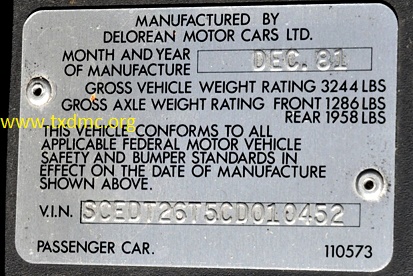 MANUFACTURED BY
DELOREAN MOTOR CARS LTD.
MONTH AND YEAR
OF MANUFACTURE DEC. 81
GROSS VEHICLE WEIGHT RATING 3244 LBS
GROSS AXLE WEIGHT RATING FRONT 1286 LBS
REAR 1958 LBS
www.txdmc.org
THIS VEHICLE CONFORMS TO ALL
APPLICABLE FEDERAL MOTOR VEHICLE
SAFETY AND BUMPER STANDARDS IN
EFFECT ON THE DATE OF MANUFACTURE
SHOWN ABOVE.
V.I.N. SCEDT26T5CD010452
PASSENGER CAR. 110573